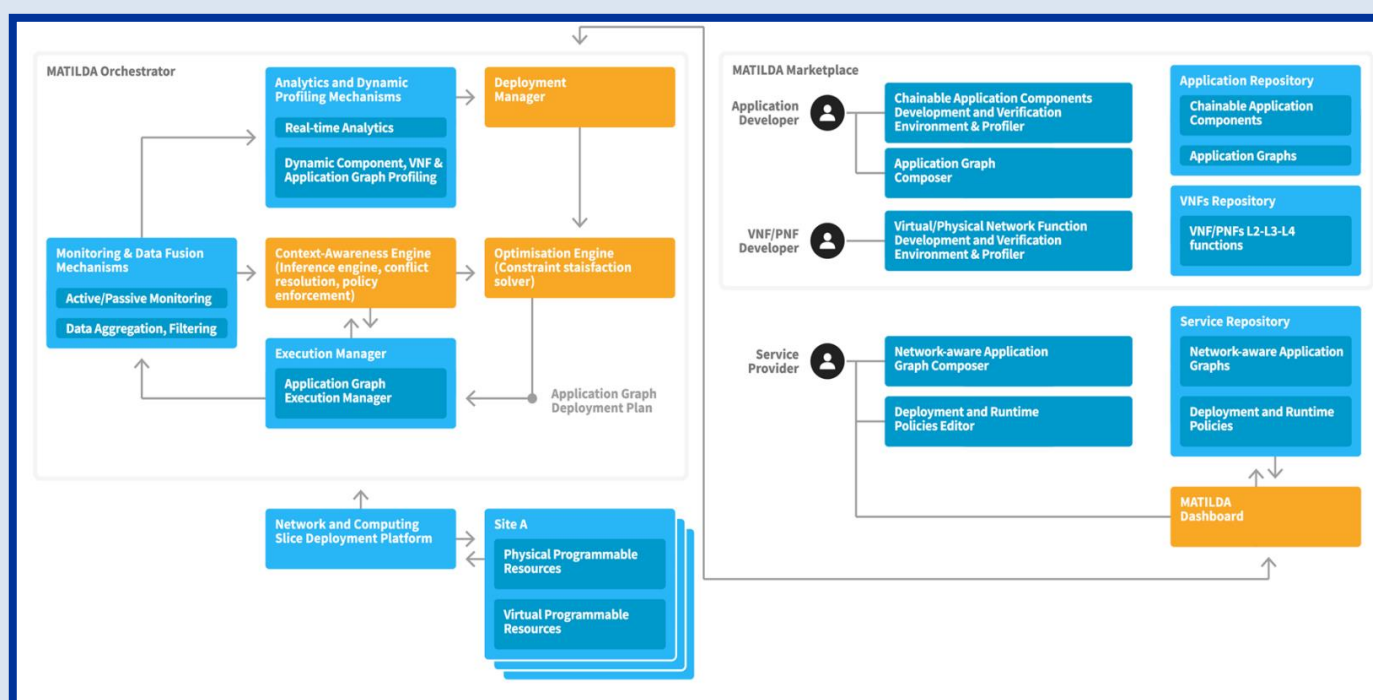 MATILDA Orchestrator
Analytics and Dynamic
Profiling Mechanisms
Real-time Analytics
Dynamic Component, VNF &
Application Graph Profiling
Deployment
Manager
Monitoring & Data Fusion
Mechanisms
Active/Passive Monitoring
Data Aggregation, Filtering
Context-Awareness Engine
(Inference engine, conflict
resolution, policy
enforcement)
Optimisation Engine
(Constraint staisfaction
solver)
Execution Manager
Application Graph
Execution Manager
Application Graph
Deployment Plan
Network and Computing
Slice Deployment Platform
Site A
Physical Programmable
Resources
Virtual Programmable
Resources
MATILDA Marketplace
Application
Developer
Chainable Application Components
Development and Verification
Environment & Profiler
Application Graph
Composer
VNF/PNF
Developer
Virtual/Physical Network Function
Development and Verification
Environment & Profiler
Application Repository
Chainable Application
Components
Application Graphs
VNFs Repository
VNF/PNFs L2-L3-L4
functions
Service
Provider
Network-aware Application
Graph Composer
Deployment and Runtime
Policies Editor
Service Repository
Network-aware Application
Graphs
Deployment and Runtime
Policies
MATILDA
Dashboard